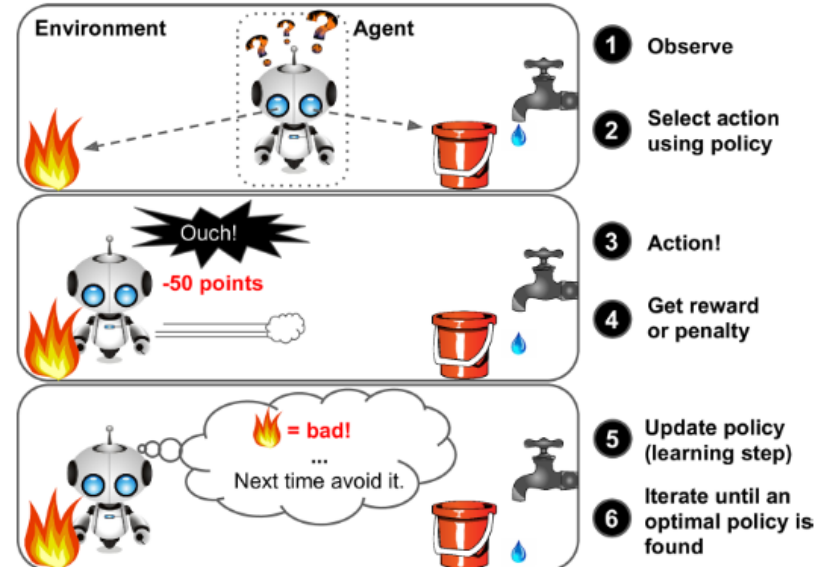 Environment
Agent
? ? ?
1 Observe
2 Select action
using policy
Ouch!
-50 points
3 Action!
4 Get reward
or penalty
= bad!
...
Next time avoid it.
5 Update policy
(learning step)
6 Iterate until an
optimal policy is
found